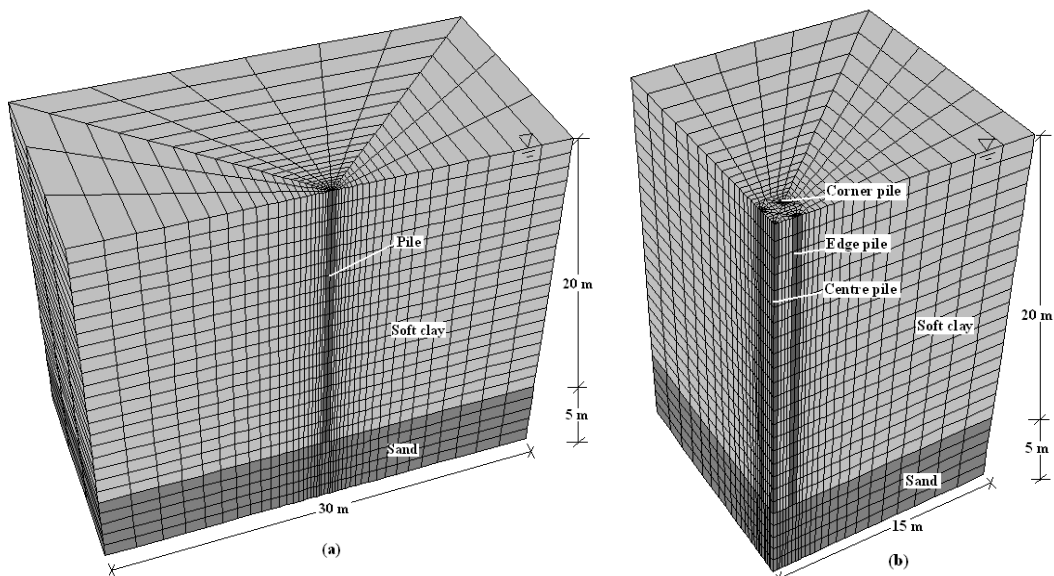 Pile
20 m
Soft clay
5 m
Sand
30 m
(a)
Corner pile
Edge pile
Centre pile
20 m
Soft clay
5 m
Sand
15 m
(b)